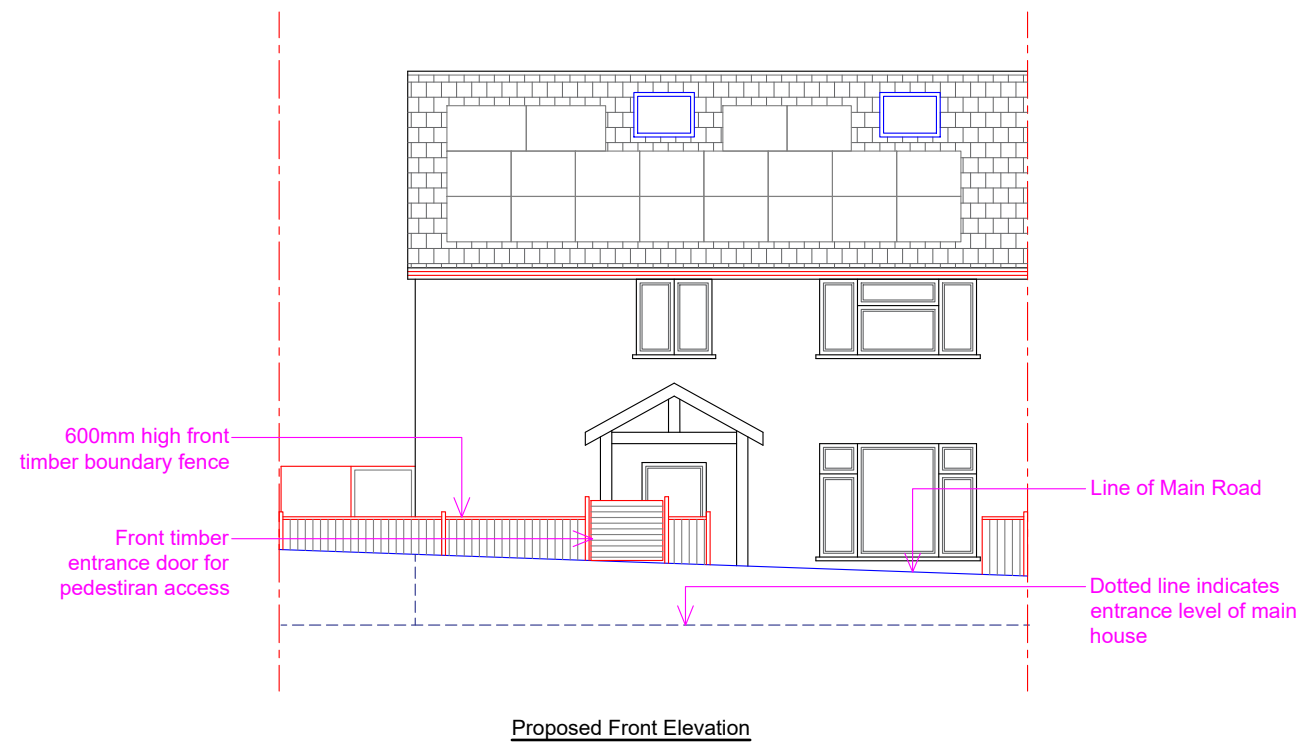 600mm high front
timber boundary fence
Front timber
entrance door for
pedestiran access
Line of Main Road
Dotted line indicates
entrance level of main
house
Proposed Front Elevation